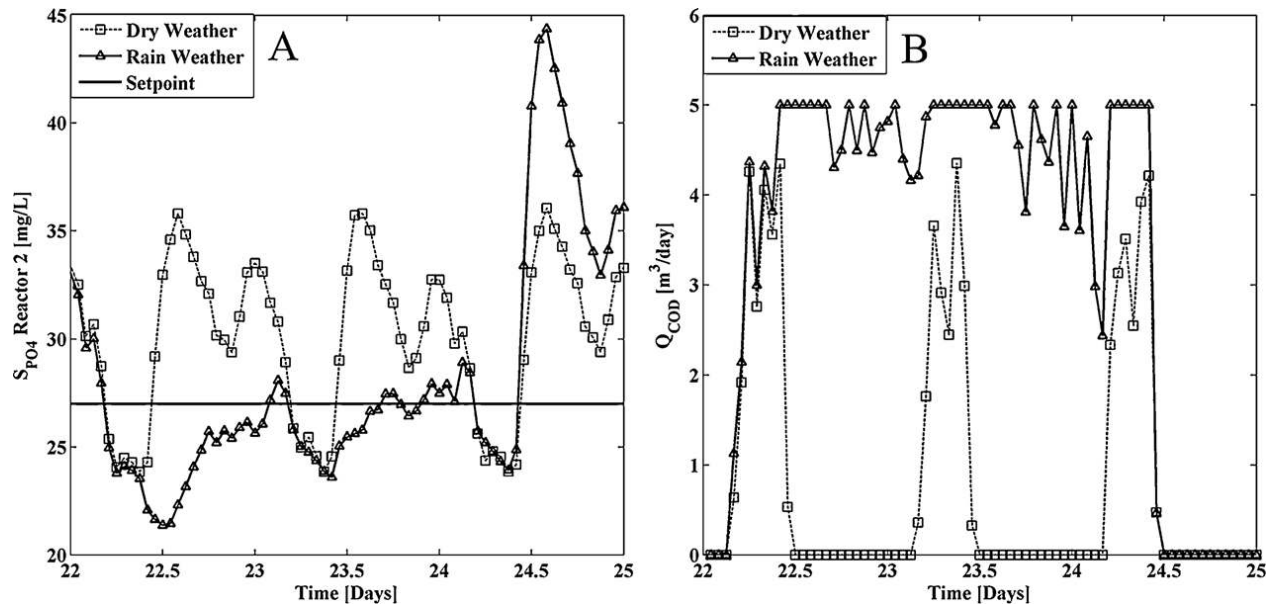 A
Dry Weather
Rain Weather
Setpoint
S_PO4 Reactor 2 [mg/L]
45
40
35
30
25
20
22 22.5 23 23.5 24 24.5 25
Time [Days]
B
Dry Weather
Rain Weather
Q_COD [m³/day]
6
5
4
3
2
1
0
22 22.5 23 23.5 24 24.5 25
Time [Days]